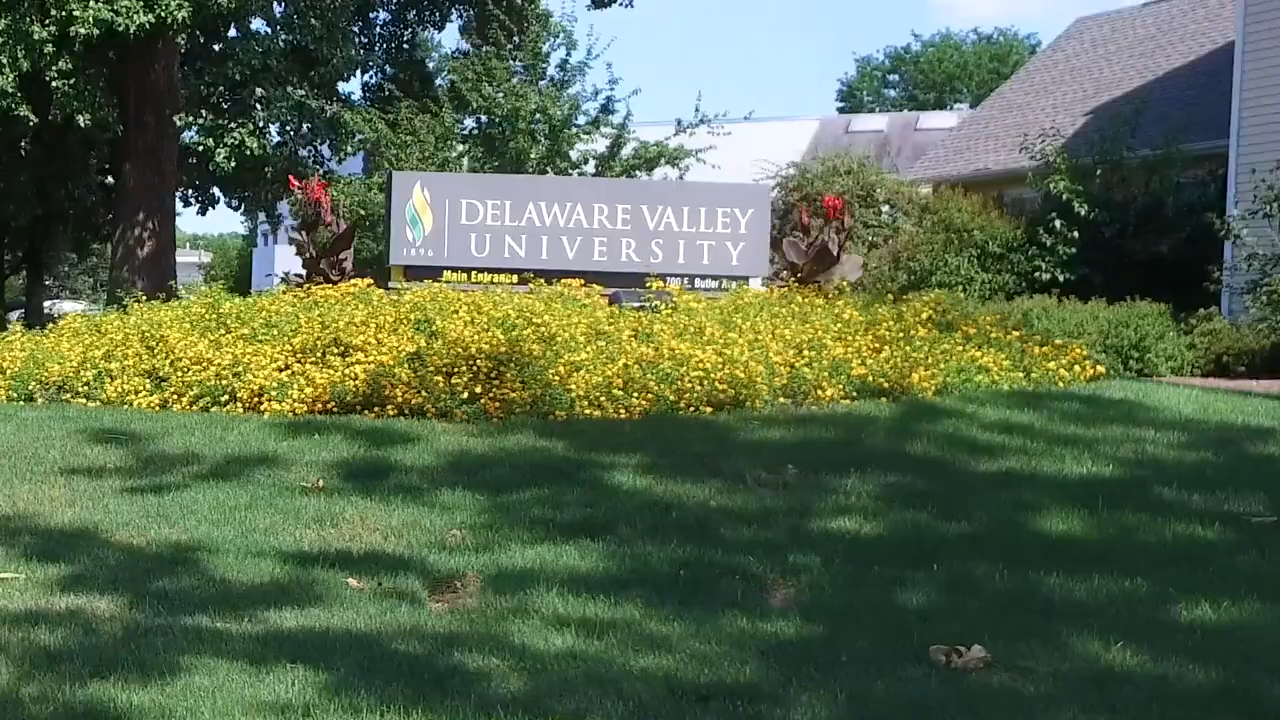 1896
DELAWARE VALLEY
UNIVERSITY
Main Entrance
700 E. Butler Ave